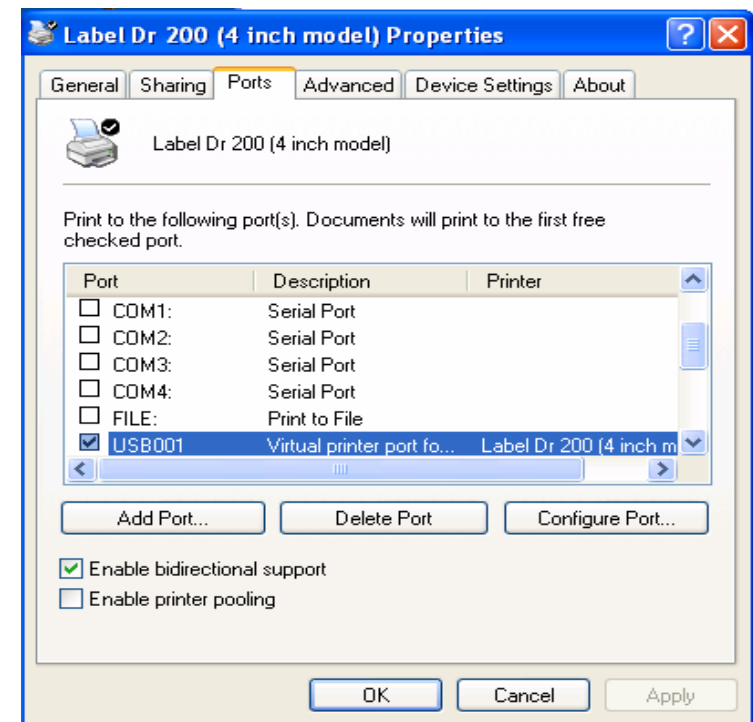 Label Dr 200 (4 inch model) Properties
General Sharing Ports Advanced Device Settings About
Label Dr 200 (4 inch model)
Print to the following port(s). Documents will print to the first free
checked port.
Port Description Printer
COM1: Serial Port
COM2: Serial Port
COM3: Serial Port
COM4: Serial Port
FILE: Print to File
USB001 Virtual printer port fo... Label Dr 200 (4 inch m
Add Port... Delete Port Configure Port...
Enable bidirectional support
Enable printer pooling
OK Cancel Apply